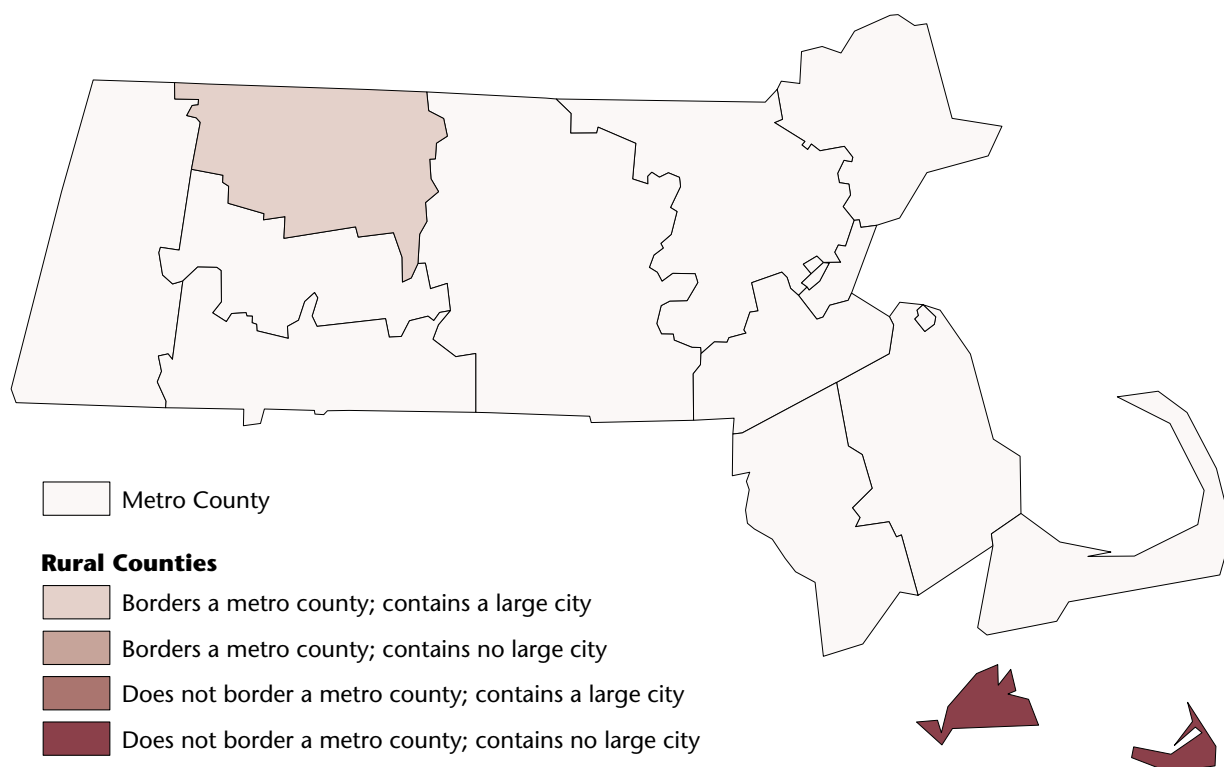 Metro County
Rural Counties
Borders a metro county; contains a large city
Borders a metro county; contains no large city
Does not border a metro county; contains a large city
Does not border a metro county; contains no large city